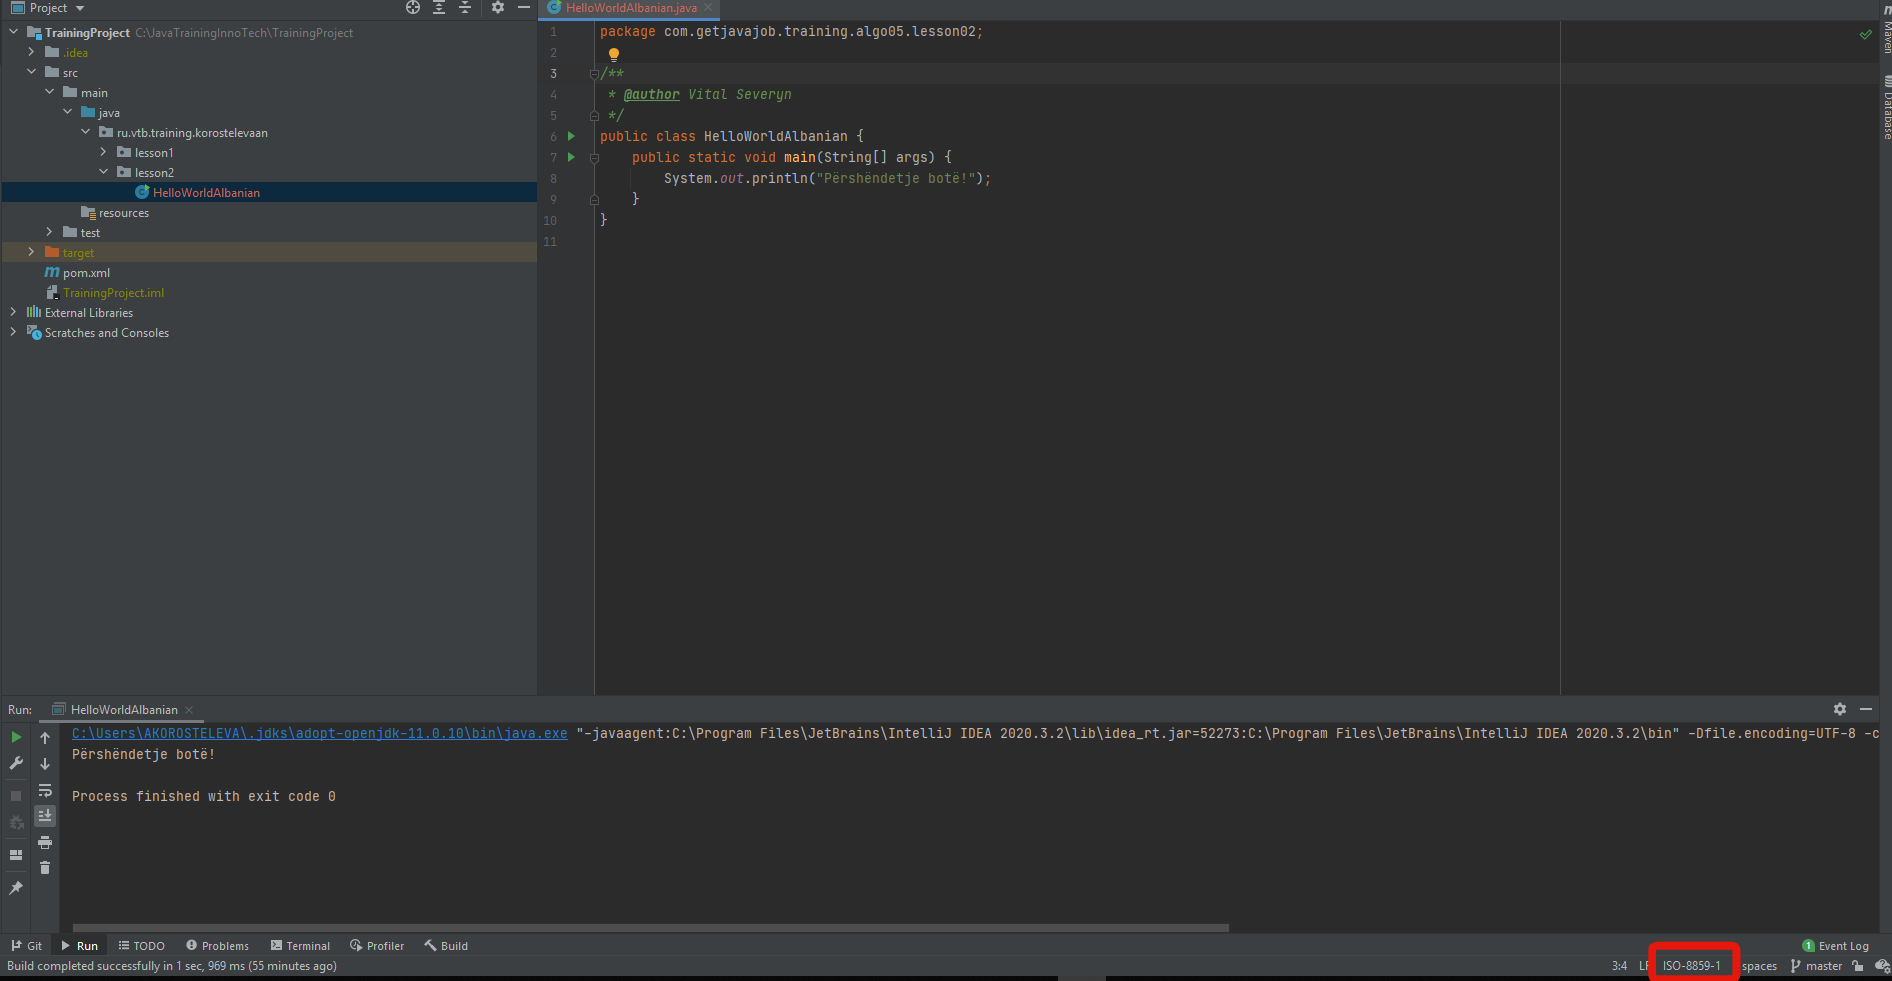 Project
HelloWorldAlbanian.java
TrainingProject C:\JavaTrainingInnoTech\TrainingProject
.idea
src
main
java
ru.vtb.training.korostelevaan
lesson1
lesson2
HelloWorldAlbanian
resources
test
target
pom.xml
TrainingProject.iml
External Libraries
Scratches and Consoles
1 package com.getjavajob.training.algo05.lesson02;
2
3 /**
4 * @author Vital Severyn
5 */
6 public class HelloWorldAlbanian {
7 public static void main(String[] args) {
8 System.out.println("Përshëndetje botë!");
9 }
10 }
11
Maven
Database
Run: HelloWorldAlbanian
C:\Users\AKOROSTELEVA\.jdks\adopt-openjdk-11.0.10\bin\java.exe "-javaagent:C:\Program Files\JetBrains\IntelliJ IDEA 2020.3.2\lib\idea_rt.jar=52273:C:\Program Files\JetBrains\IntelliJ IDEA 2020.3.2\bin" -Dfile.encoding=UTF-8 -c
Përshëndetje botë!
Process finished with exit code 0
Git Run TODO Problems Terminal Profiler Build 1 Event Log
Build completed successfully in 1 sec, 969 ms (55 minutes ago) 3:4 LF ISO-8859-1 spaces master